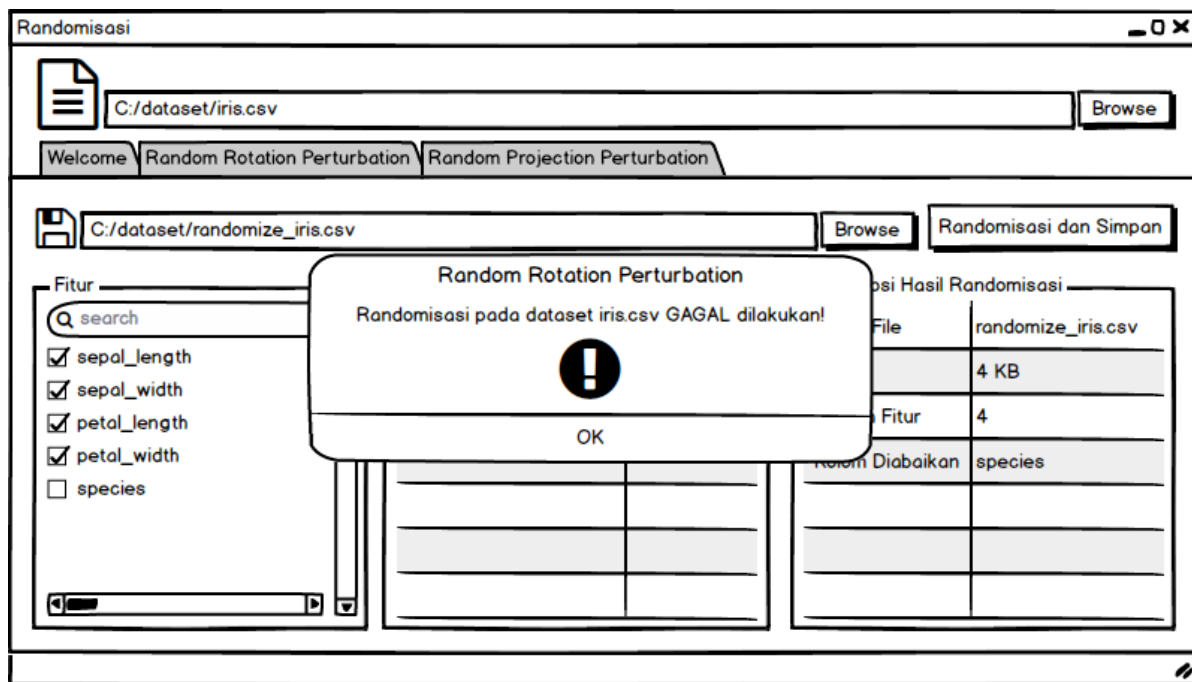 Randomisasi
C:/dataset/iris.csv
Browse
Welcome
Random Rotation Perturbation
Random Projection Perturbation
C:/dataset/randomize_iris.csv
Browse
Randomisasi dan Simpan
Fitur
search
sepal_length
sepal_width
petal_length
petal_width
species
Random Rotation Perturbation
Randomisasi pada dataset iris.csv GAGAL dilakukan!
OK
Hasil Randomisasi
File
randomize_iris.csv
4 KB
Fitur
4
Kolom Diabaikan
species